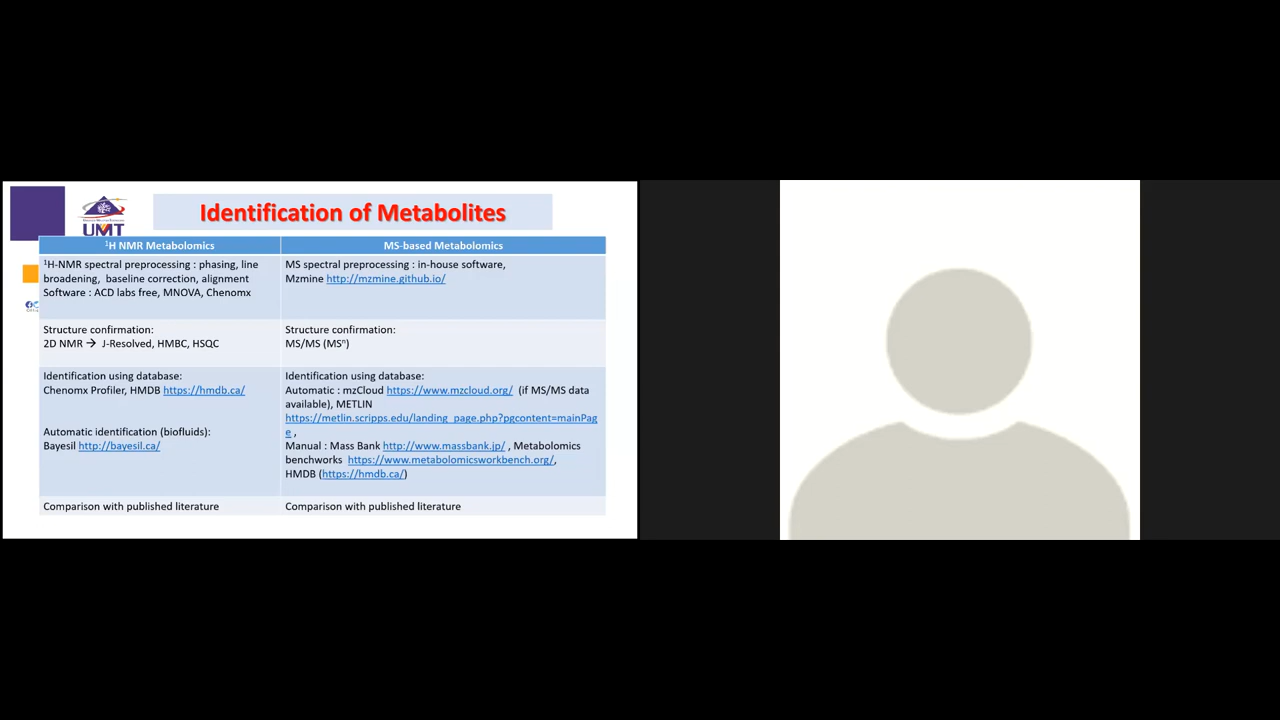 UMT
Identification of Metabolites
¹H NMR Metabolomics
MS-based Metabolomics
¹H-NMR spectral preprocessing : phasing, line
broadening, baseline correction, alignment
Software : ACD labs free, MNOVA, Chenomx
MS spectral preprocessing : in-house software,
Mzmine http://mzmine.github.io/
Structure confirmation:
2D NMR → J-Resolved, HMBC, HSQC
Structure confirmation:
MS/MS (MSⁿ)
Identification using database:
Chenomx Profiler, HMDB https://hmdb.ca/
Automatic identification (biofluids):
Bayesil http://bayesil.ca/
Identification using database:
Automatic : mzCloud https://www.mzcloud.org/ (if MS/MS data
available), METLIN
https://metlin.scripps.edu/landing_page.php?pgcontent=mainPag
e ,
Manual : Mass Bank http://www.massbank.jp/ , Metabolomics
benchworks https://www.metabolomicsworkbench.org/,
HMDB (https://hmdb.ca/)
Comparison with published literature
Comparison with published literature